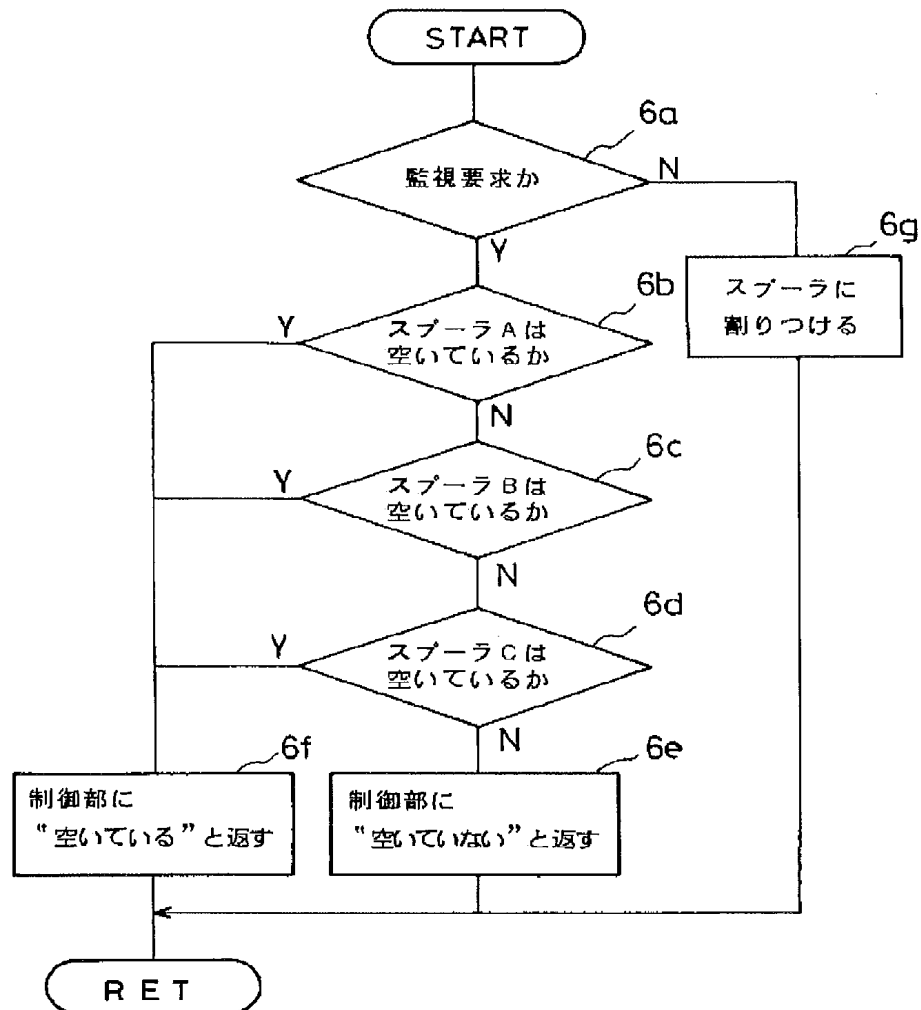 START
6a
監視要求か
N
Y
6g
スプーラに
割りつける
6b
Y
スプーラAは
空いているか
N
6c
Y
スプーラBは
空いているか
N
6d
Y
スプーラCは
空いているか
N
6f
制御部に
“空いている”と返す
6e
制御部に
“空いていない”と返す
RET